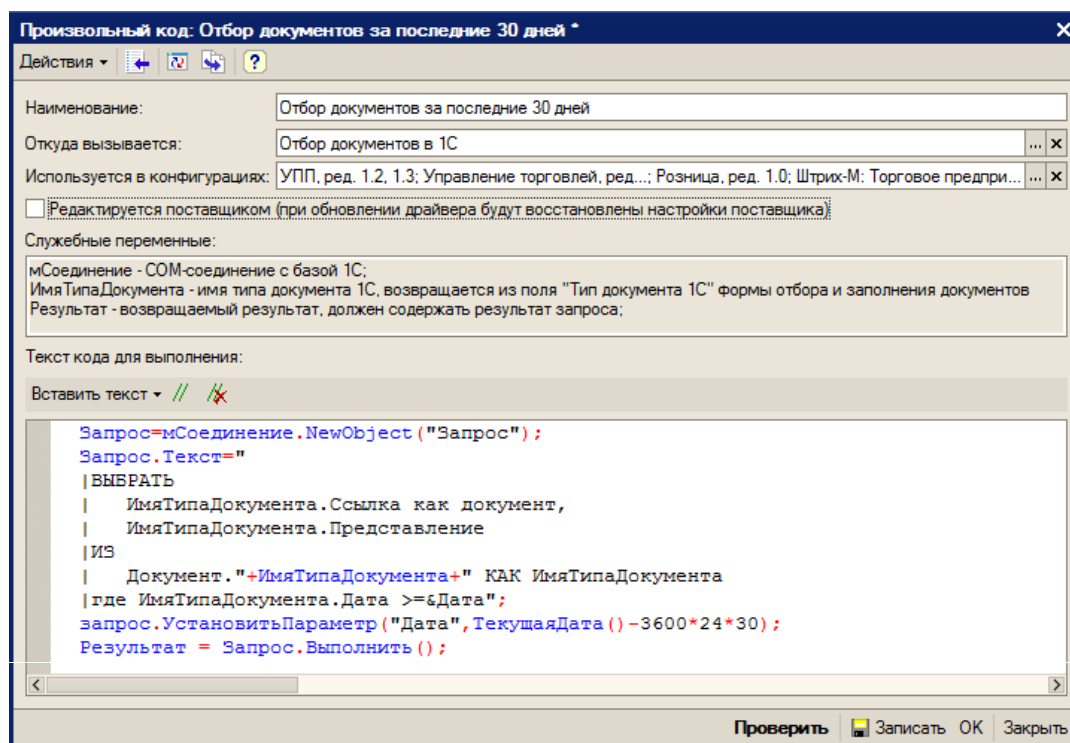 Произвольный код: Отбор документов за последние 30 дней *
Действия
Наименование: Отбор документов за последние 30 дней
Откуда вызывается: Отбор документов в 1С ...
Используется в конфигурациях: УПП, ред. 1.2, 1.3; Управление торговлей, ред...; Розница, ред. 1.0; Штрих-М: Торговое предпри... ...
Редактируется поставщиком (при обновлении драйвера будут восстановлены настройки поставщика)
Служебные переменные:
мСоединение - COM-соединение с базой 1С;
ИмяТипаДокумента - имя типа документа 1С, возвращается из поля "Тип документа 1С" формы отбора и заполнения документов
Результат - возвращаемый результат, должен содержать результат запроса;
Текст кода для выполнения:
Вставить текст
Запрос=мСоединение.NewObject("Запрос");
Запрос.Текст="
|ВЫБРАТЬ
|   ИмяТипаДокумента.Ссылка как документ,
|   ИмяТипаДокумента.Представление
|ИЗ
|   Документ."+ИмяТипаДокумента+" КАК ИмяТипаДокумента
|где ИмяТипаДокумента.Дата >=&Дата";
запрос.УстановитьПараметр("Дата",ТекущаяДата()-3600*24*30);
Результат = Запрос.Выполнить();
Проверить Записать OK Закрыть